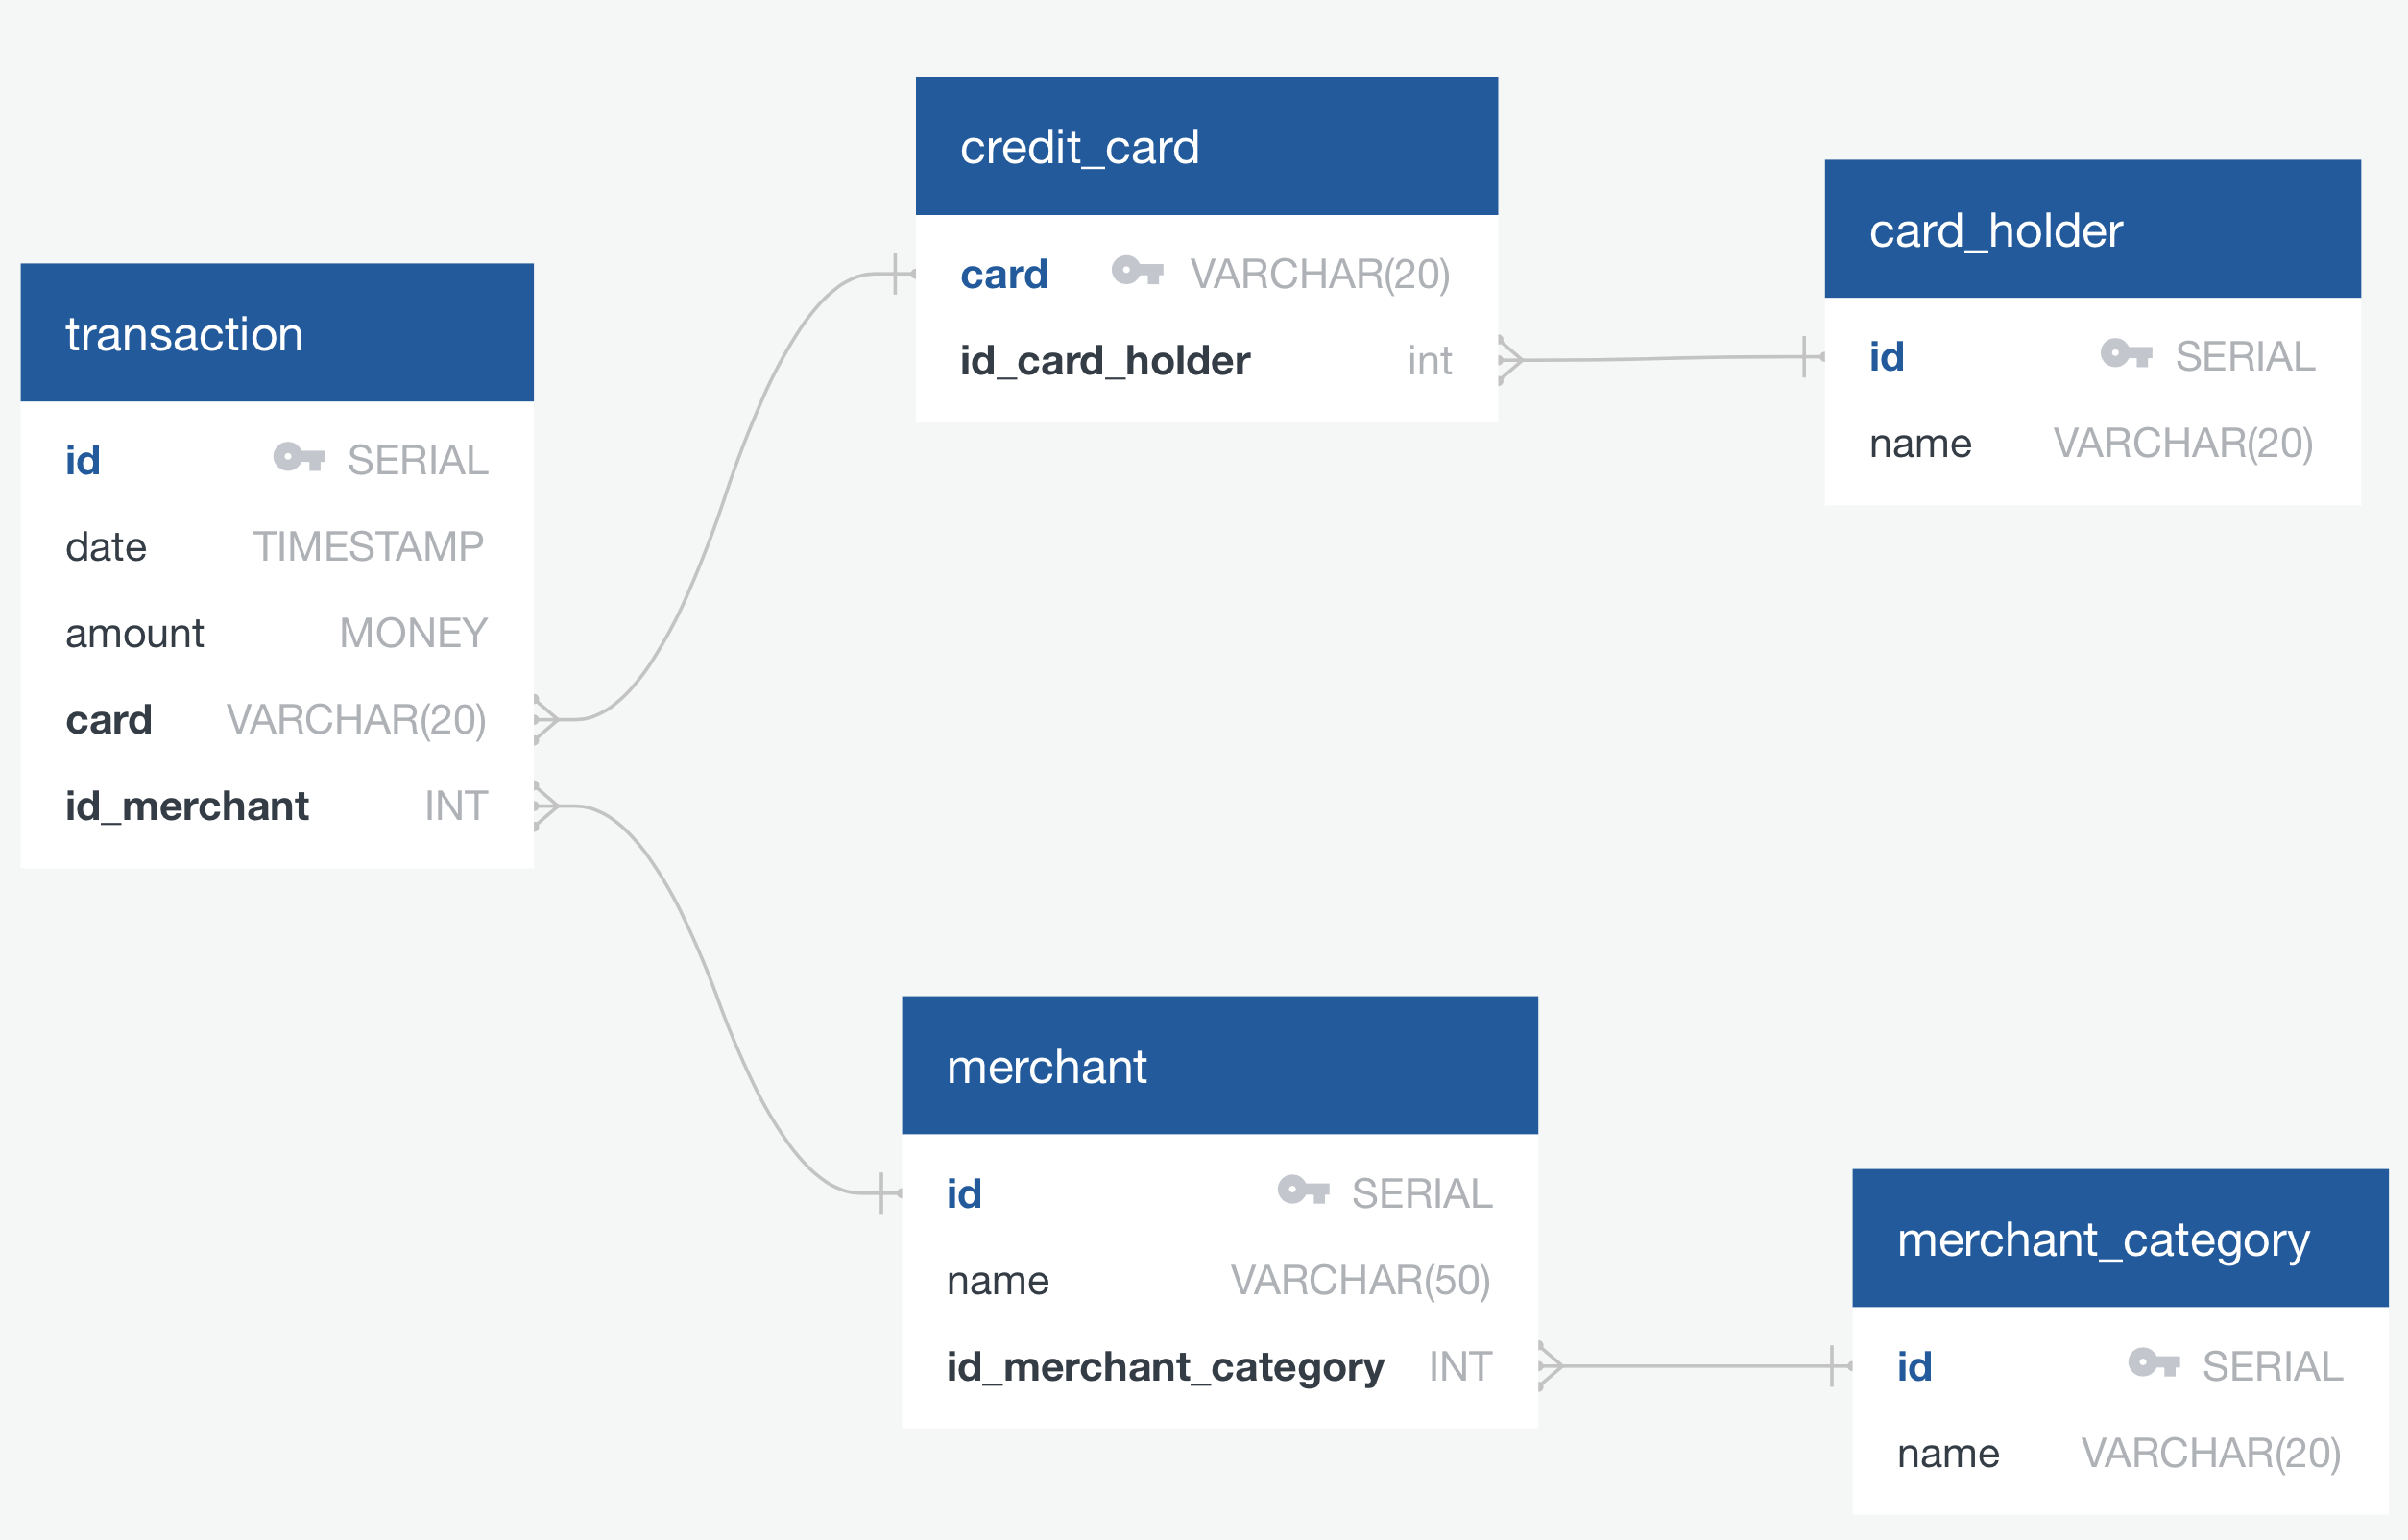 transaction
id SERIAL
date TIMESTAMP
amount MONEY
card VARCHAR(20)
id_merchant INT
credit_card
card VARCHAR(20)
id_card_holder int
card_holder
id SERIAL
name VARCHAR(20)
merchant
id SERIAL
name VARCHAR(50)
id_merchant_category INT
merchant_category
id SERIAL
name VARCHAR(20)